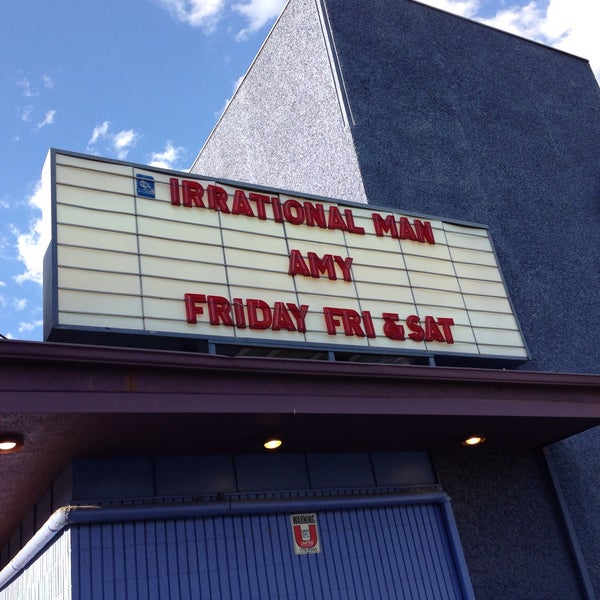 IRRATIONAL MAN
AMY
FRIDAY FRI & SAT
WARNING